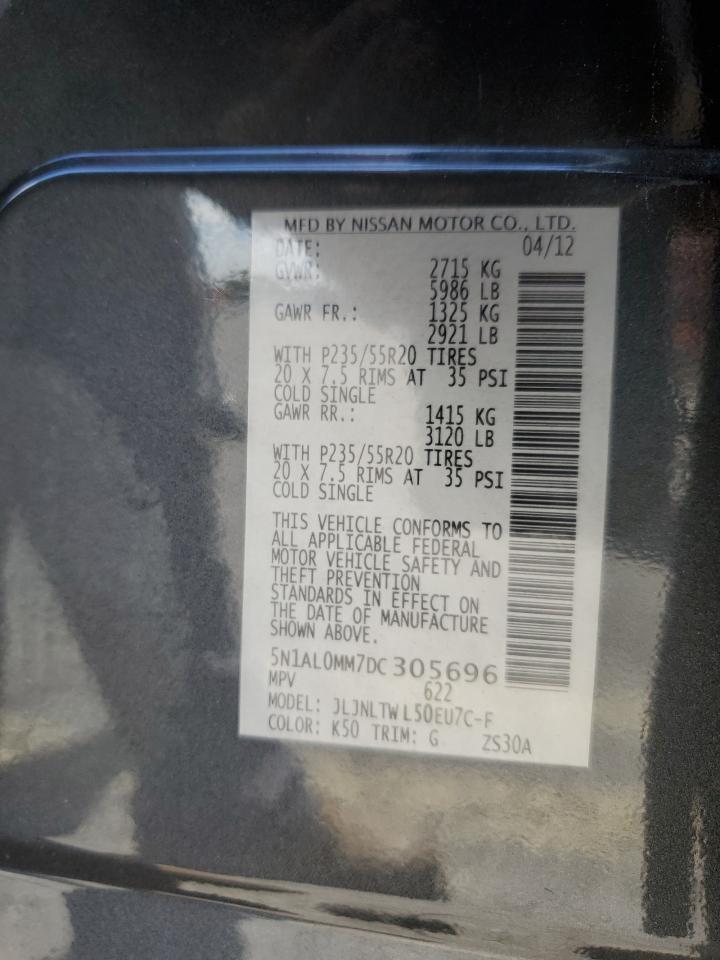 MFD BY NISSAN MOTOR CO., LTD.
DATE: 04/12
GVWR: 2715 KG
5986 LB
GAWR FR.: 1325 KG
2921 LB
WITH P235/55R20 TIRES
20 X 7.5 RIMS AT 35 PSI
COLD SINGLE
GAWR RR.: 1415 KG
3120 LB
WITH P235/55R20 TIRES
20 X 7.5 RIMS AT 35 PSI
COLD SINGLE
THIS VEHICLE CONFORMS TO
ALL APPLICABLE FEDERAL
MOTOR VEHICLE SAFETY AND
THEFT PREVENTION
STANDARDS IN EFFECT ON
THE DATE OF MANUFACTURE
SHOWN ABOVE.
5N1AL0MM7DC305696
MPV 622
MODEL: JLJNLTW L50EU7C-F
COLOR: K50 TRIM: G ZS30A